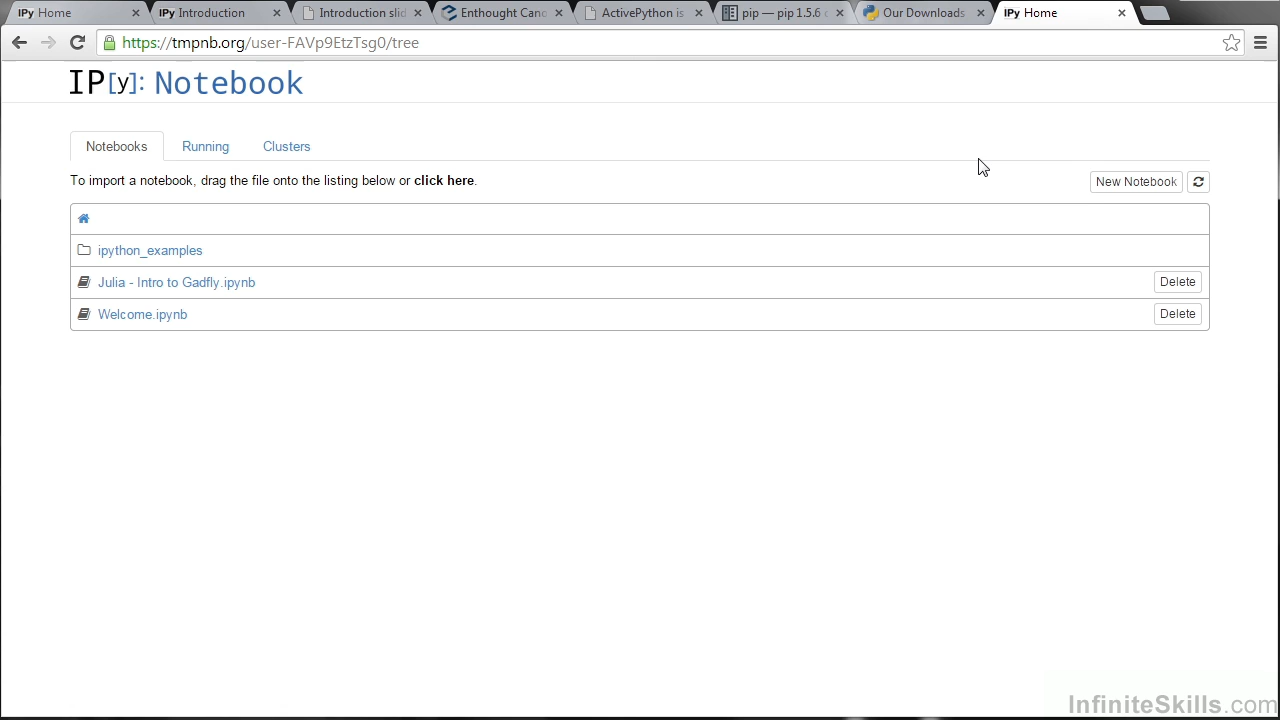 IPy Home
IPy Introduction
Introduction slid
Enthought Cano
ActivePython is
pip — pip 1.5.6 d
Our Downloads
IPy Home
https://tmpnb.org/user-FAVp9EtzTsg0/tree
IP[y]: Notebook
Notebooks Running Clusters
To import a notebook, drag the file onto the listing below or click here.
New Notebook
ipython_examples
Julia - Intro to Gadfly.ipynb Delete
Welcome.ipynb Delete
InfiniteSkills.com